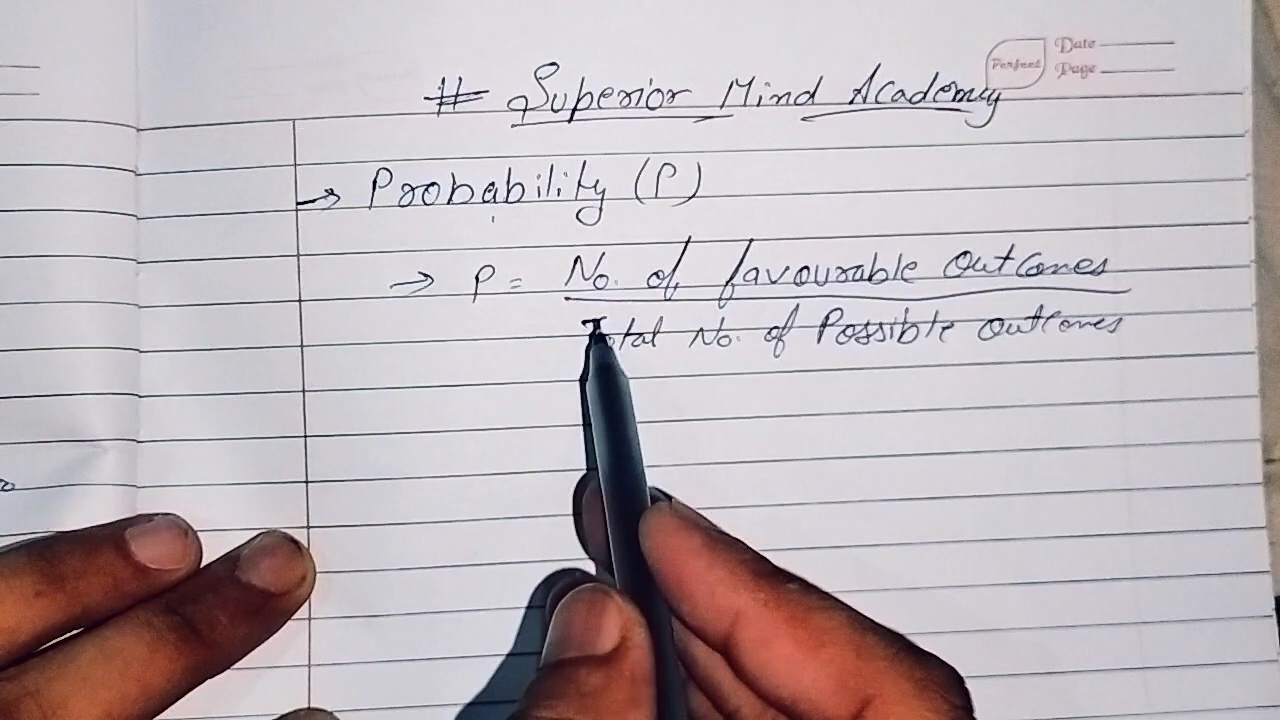 Perfect
Date
Page
# Superior Mind Academy
→ Probability (P)
→ P = No. of favourable outcomes
Total No. of Possible outcomes